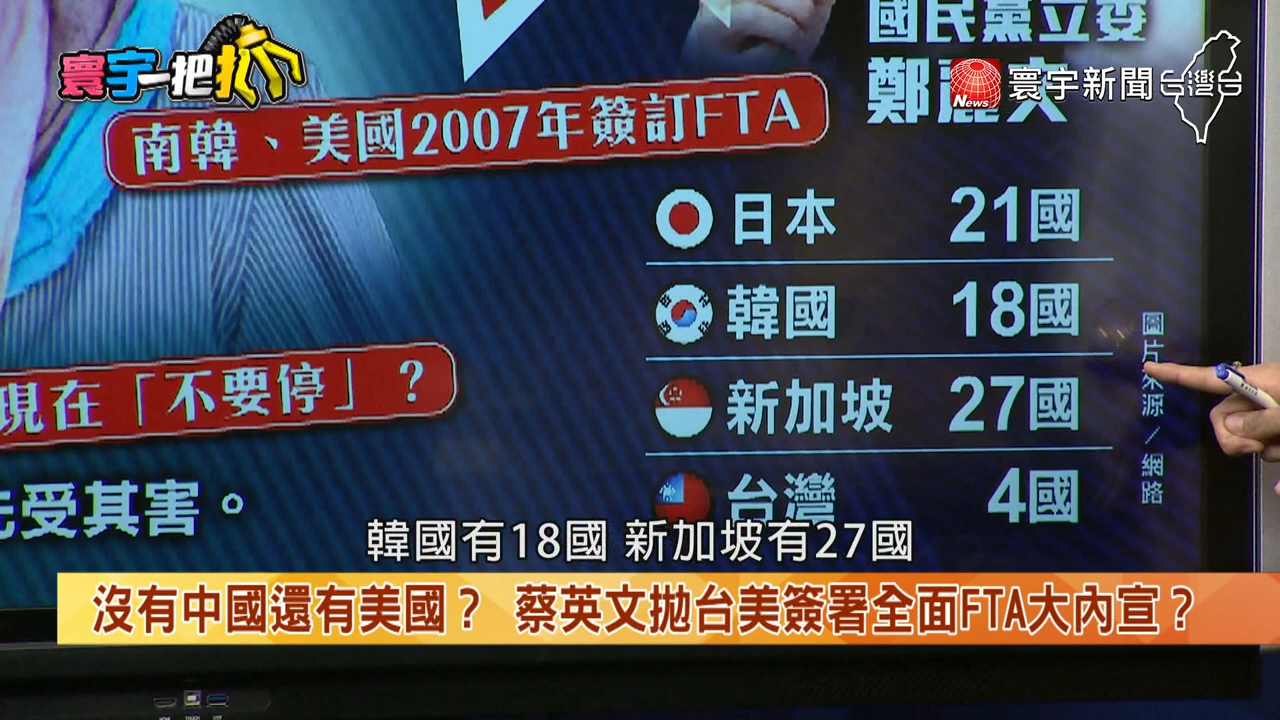 寰宇一把抓
國民黨立委
鄭麗文
News 寰宇新聞台灣台
南韓、美國2007年簽訂FTA
日本 21國
韓國 18國
新加坡 27國
台灣 4國
圖片來源/網路
現在「不要停」?
先受其害。
韓國有18國 新加坡有27國
沒有中國還有美國? 蔡英文拋台美簽署全面FTA大內宣?